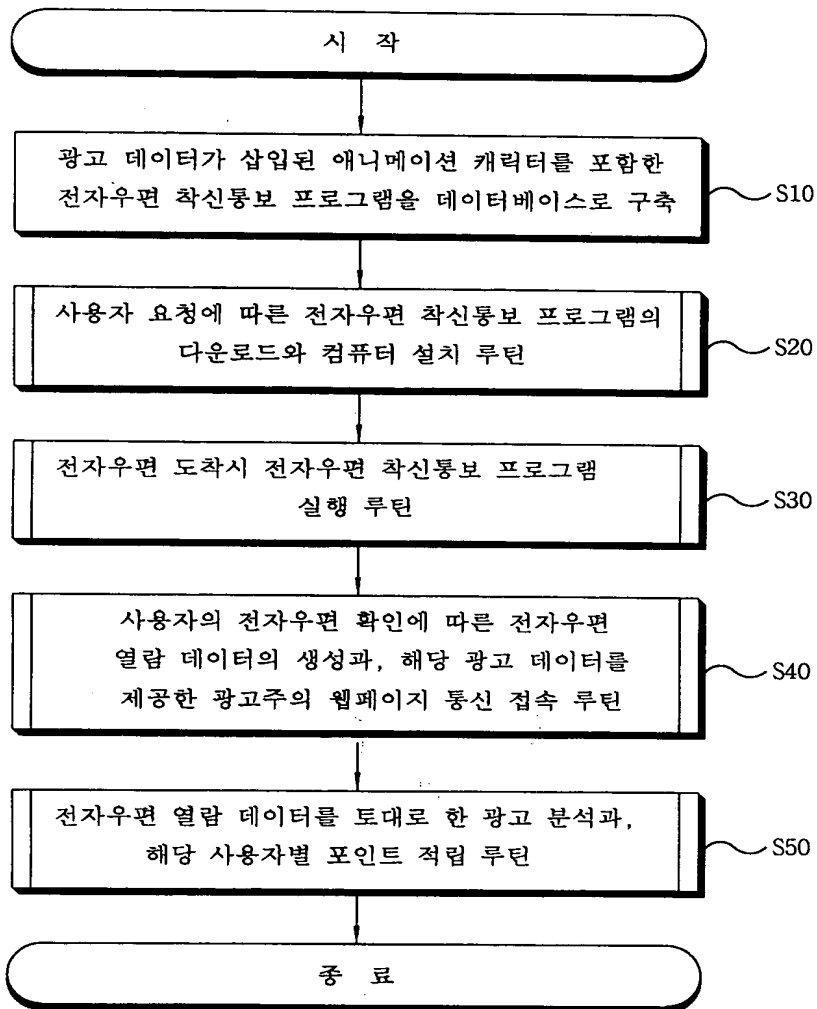 시 작
광고 데이터가 삽입된 애니메이션 캐릭터를 포함한
전자우편 착신통보 프로그램을 데이터베이스로 구축
S10
사용자 요청에 따른 전자우편 착신통보 프로그램의
다운로드와 컴퓨터 설치 루틴
S20
전자우편 도착시 전자우편 착신통보 프로그램
실행 루틴
S30
사용자의 전자우편 확인에 따른 전자우편
열람 데이터의 생성과, 해당 광고 데이터를
제공한 광고주의 웹페이지 통신 접속 루틴
S40
전자우편 열람 데이터를 토대로 한 광고 분석과,
해당 사용자별 포인트 적립 루틴
S50
종 료